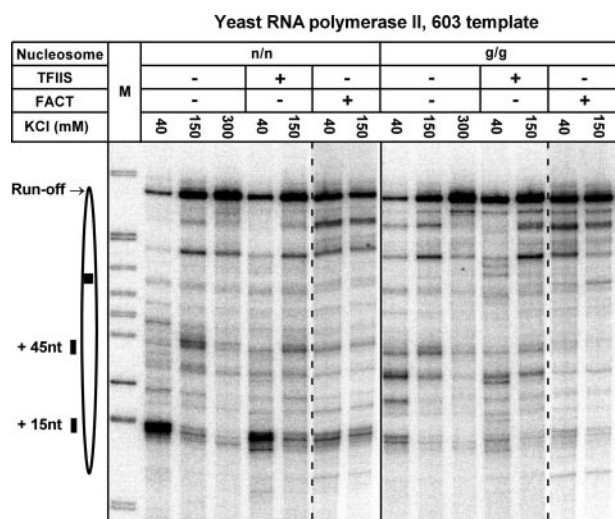 Yeast RNA polymerase II, 603 template
Nucleosome M n/n g/g
TFIIS - + - - + -
FACT - - + - - +
KCl (mM) 40 150 300 40 150 40 150 40 150 300 40 150 40 150
Run-off →
+ 45nt
+ 15nt